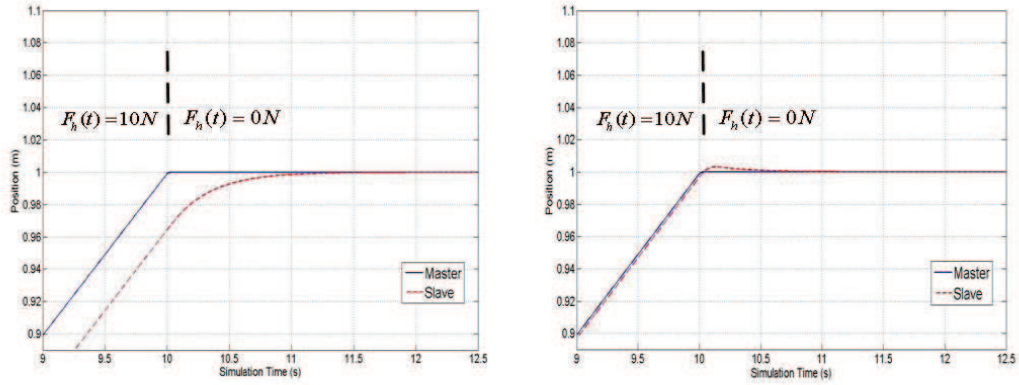 1.1
1.08
1.06
1.04
1.02
1
0.98
0.96
0.94
0.92
0.9
Position (m)
F_h(t) = 10N
F_h(t) = 0N
Master
Slave
9 9.5 10 10.5 11 11.5 12 12.5
Simulation Time (s)
1.1
1.08
1.06
1.04
1.02
1
0.98
0.96
0.94
0.92
0.9
Position (m)
F_h(t) = 10N
F_h(t) = 0N
Master
Slave
9 9.5 10 10.5 11 11.5 12 12.5
Simulation Time (s)